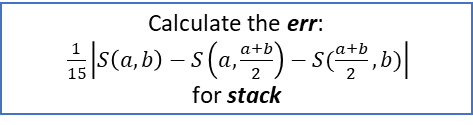 Calculate the err:
1/15 |S(a,b) − S(a, a+b/2) − S(a+b/2, b)|
for stack